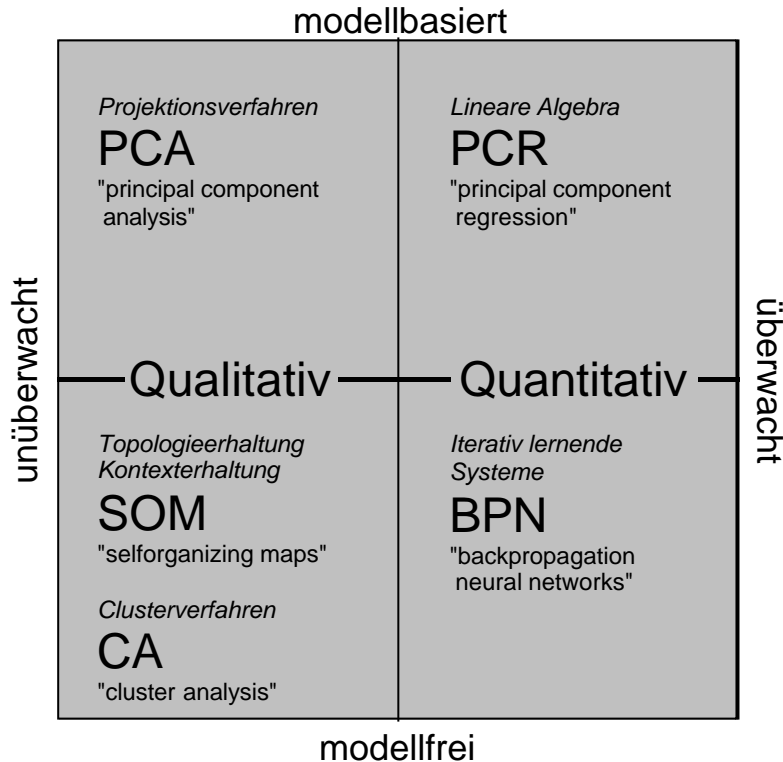 modellbasiert
Projektionsverfahren
PCA
"principal component
analysis"
Lineare Algebra
PCR
"principal component
regression"
unüberwacht
Qualitativ
Quantitativ
überwacht
Topologieerhaltung
Kontexterhaltung
SOM
"selforganizing maps"
Clusterverfahren
CA
"cluster analysis"
Iterativ lernende
Systeme
BPN
"backpropagation
neural networks"
modellfrei